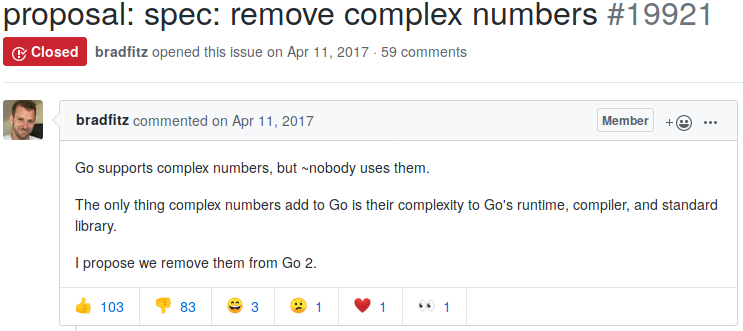 proposal: spec: remove complex numbers #19921
Closed bradfitz opened this issue on Apr 11, 2017 · 59 comments
bradfitz commented on Apr 11, 2017 Member + ...
Go supports complex numbers, but ~nobody uses them.
The only thing complex numbers add to Go is their complexity to Go's runtime, compiler, and standard
library.
I propose we remove them from Go 2.
👍 103 👎 83 😄 3 😕 1 ❤️ 1 👀 1